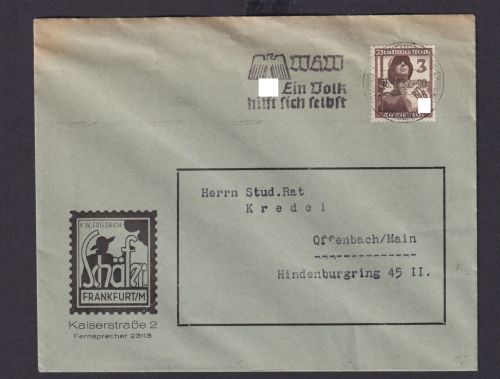 WHW
Ein Volk
hilft sich selbst
Deutsches Reich
3
Herrn Stud.Rat
Kredel
Offenbach/Main
Hindenburgring 45 II.
K.W. FRIEDRICH
Schäfer
FRANKFURT/M
Kaiserstraße 2
Fernsprecher 23113